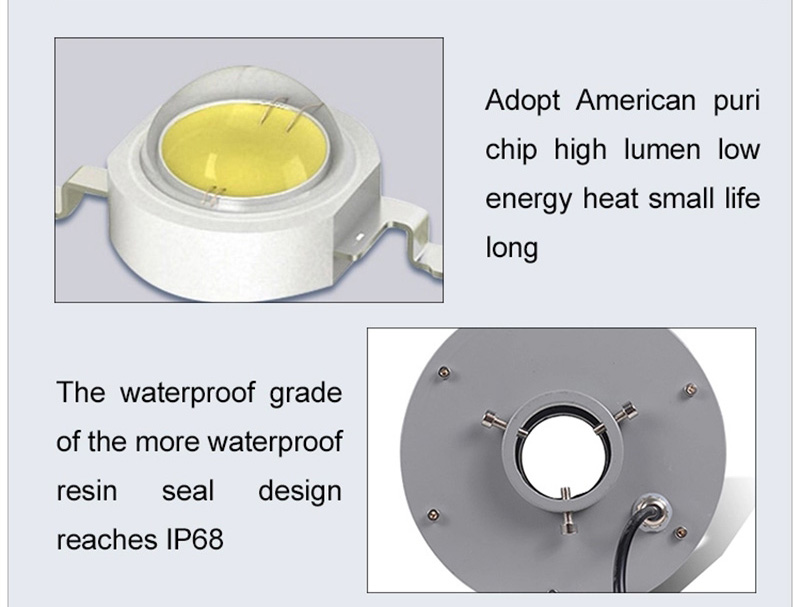 Adopt American puri
chip high lumen low
energy heat small life
long
The waterproof grade
of the more waterproof
resin seal design
reaches IP68